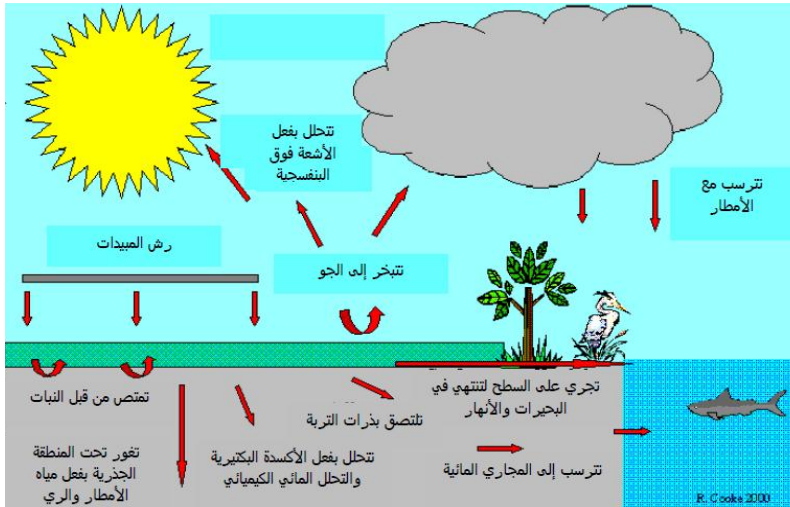 تتحلل بفعل
الأشعة فوق
البنفسجية
تترسب مع
الأمطار
رش المبيدات
تتبخر إلى الجو
تمتص من قبل النبات
تلتصق بذرات التربة
تجري على السطح لتنتهي في
البحيرات والأنهار
تغور تحت المنطقة
الجذرية بفعل مياه
الأمطار والري
تتحلل بفعل الأكسدة البكتيرية
والتحلل المائي الكيميائي
تترسب إلى المجاري المائية
R. Cooke 2000